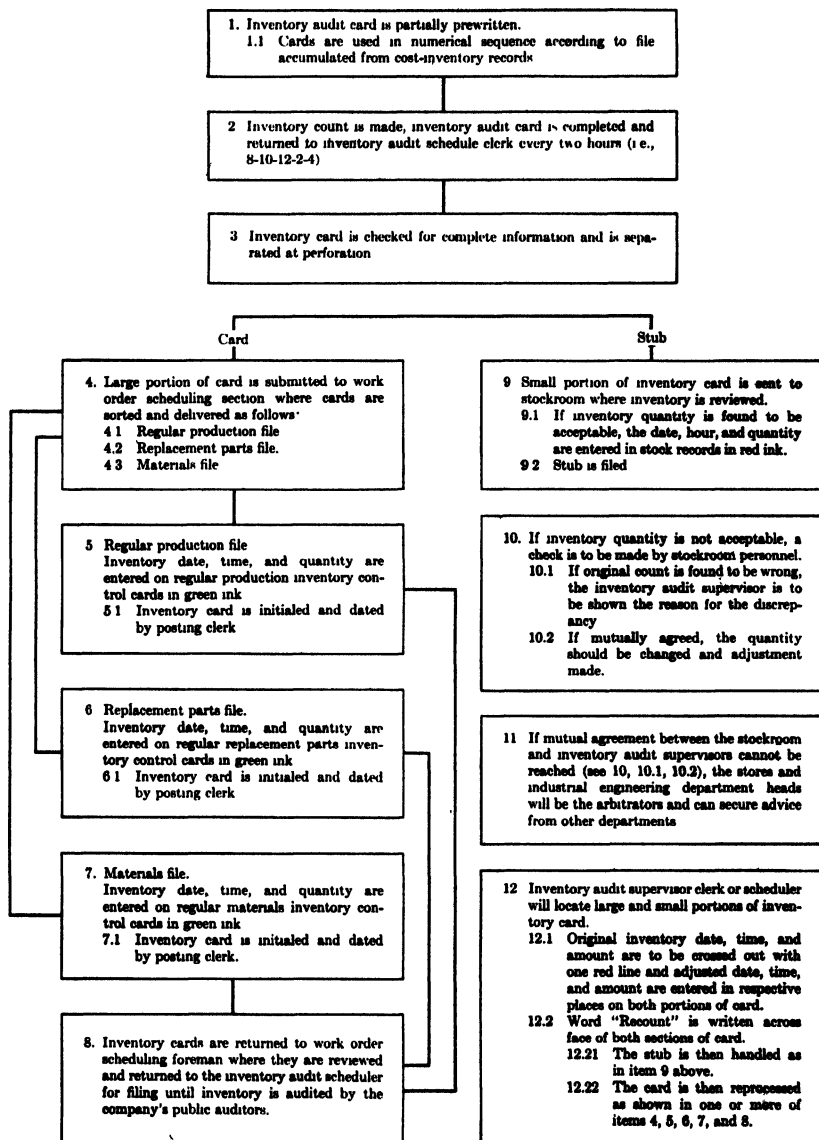 1. Inventory audit card is partially prewritten.
1.1 Cards are used in numerical sequence according to file
accumulated from cost-inventory records
2 Inventory count is made, inventory audit card is completed and
returned to inventory audit schedule clerk every two hours (i e.,
8-10-12-2-4)
3 Inventory card is checked for complete information and is sepa-
rated at perforation
Card
4. Large portion of card is submitted to work
order scheduling section where cards are
sorted and delivered as follows·
4 1 Regular production file
4.2 Replacement parts file.
4 3 Materials file
5 Regular production file
Inventory date, time, and quantity are
entered on regular production inventory con-
trol cards in green ink
5 1 Inventory card is initialed and dated
by posting clerk
6 Replacement parts file.
Inventory date, time, and quantity are
entered on regular replacement parts inven-
tory control cards in green ink
6 1 Inventory card is initialed and dated
by posting clerk
7. Materials file.
Inventory date, time, and quantity are
entered on regular materials inventory con-
trol cards in green ink
7.1 Inventory card is initialed and dated
by posting clerk.
8. Inventory cards are returned to work order
scheduling foreman where they are reviewed
and returned to the inventory audit scheduler
for filing until inventory is audited by the
company's public auditors.
Stub
9 Small portion of inventory card is sent to
stockroom where inventory is reviewed.
9.1 If inventory quantity is found to be
acceptable, the date, hour, and quantity
are entered in stock records in red ink.
9 2 Stub is filed
10. If inventory quantity is not acceptable, a
check is to be made by stockroom personnel.
10.1 If original count is found to be wrong,
the inventory audit supervisor is to
be shown the reason for the discrep-
ancy
10.2 If mutually agreed, the quantity
should be changed and adjustment
made.
11 If mutual agreement between the stockroom
and inventory audit supervisors cannot be
reached (see 10, 10.1, 10.2), the stores and
industrial engineering department heads
will be the arbitrators and can secure advice
from other departments
12 Inventory audit supervisor clerk or scheduler
will locate large and small portions of inven-
tory card.
12.1 Original inventory date, time, and
amount are to be crossed out with
one red line and adjusted date, time,
and amount are entered in respective
places on both portions of card.
12.2 Word "Recount" is written across
face of both sections of card.
12.21 The stub is then handled as
in item 9 above.
12.22 The card is then reprocessed
as shown in one or more of
items 4, 5, 6, 7, and 8.